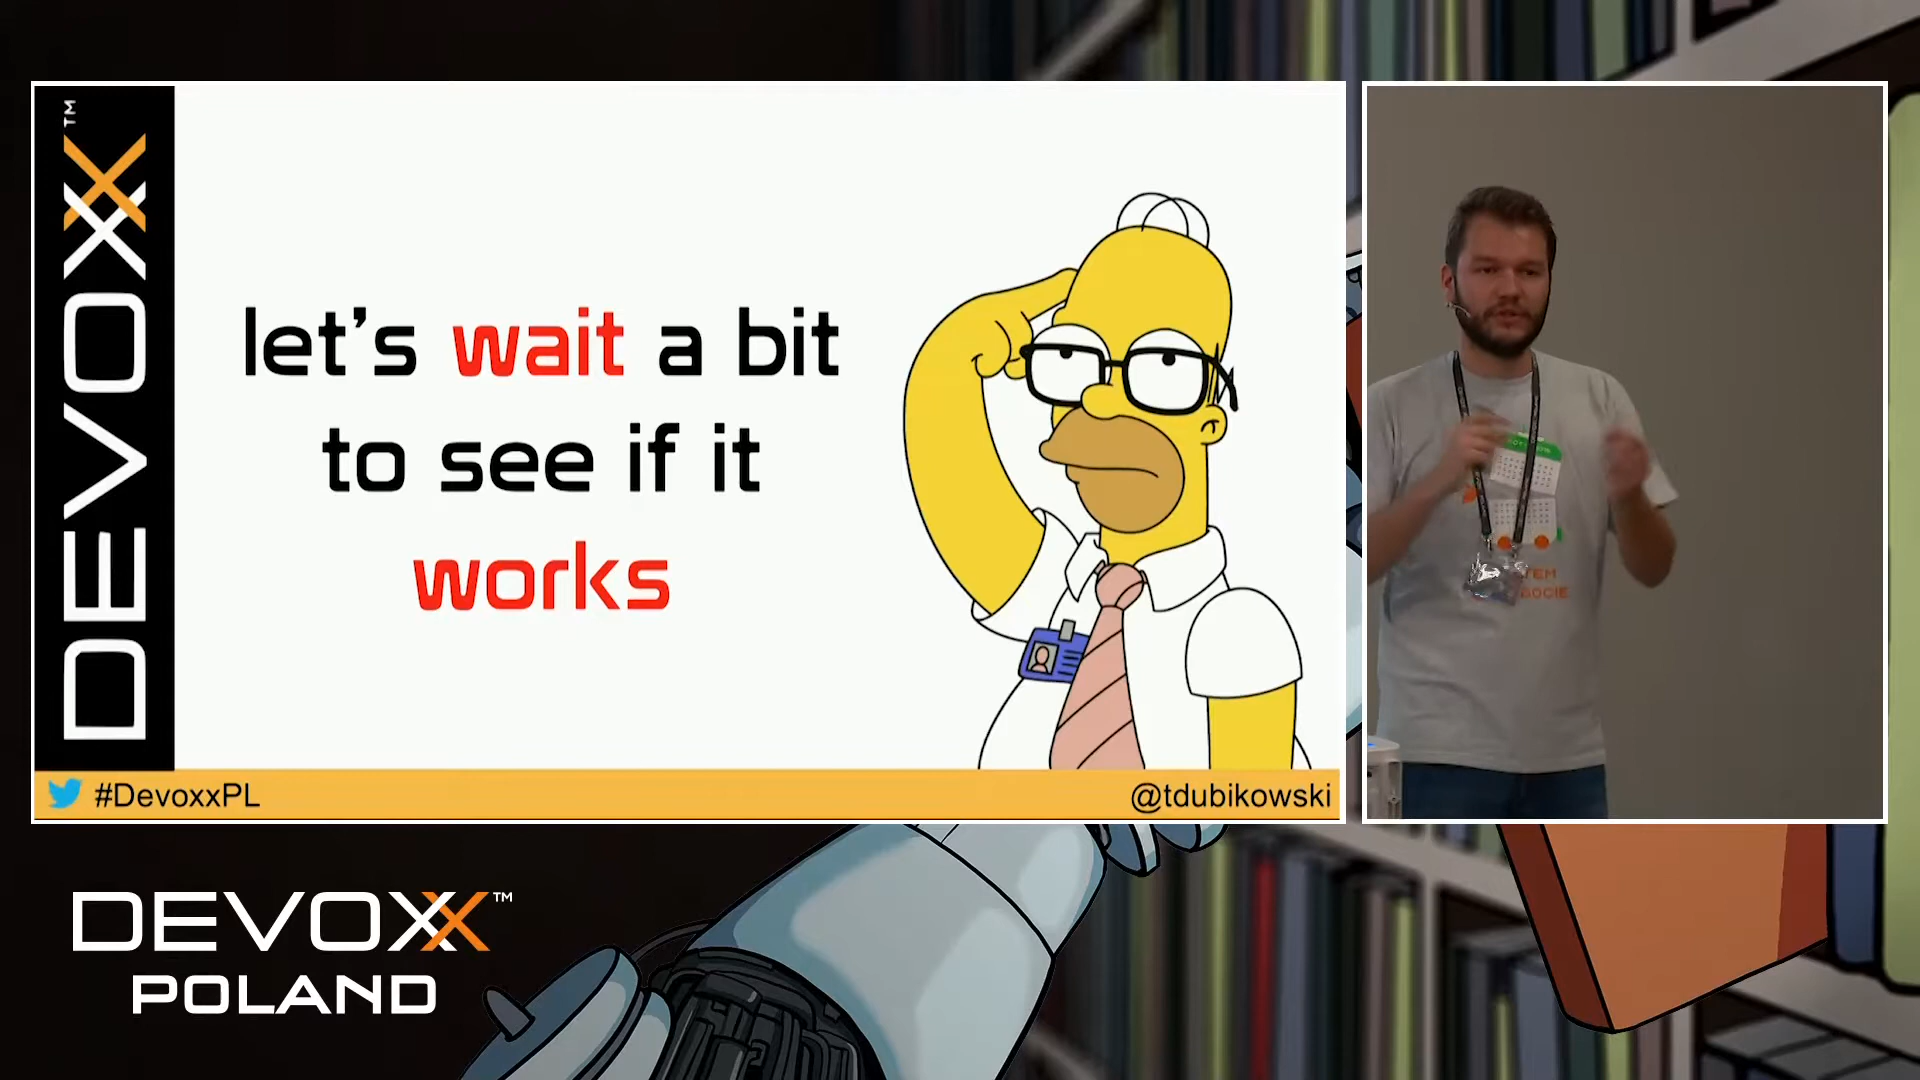 DEVOXX™
let's wait a bit
to see if it
works
#DevoxxPL
@tdubikowski
DEVOXX™
POLAND